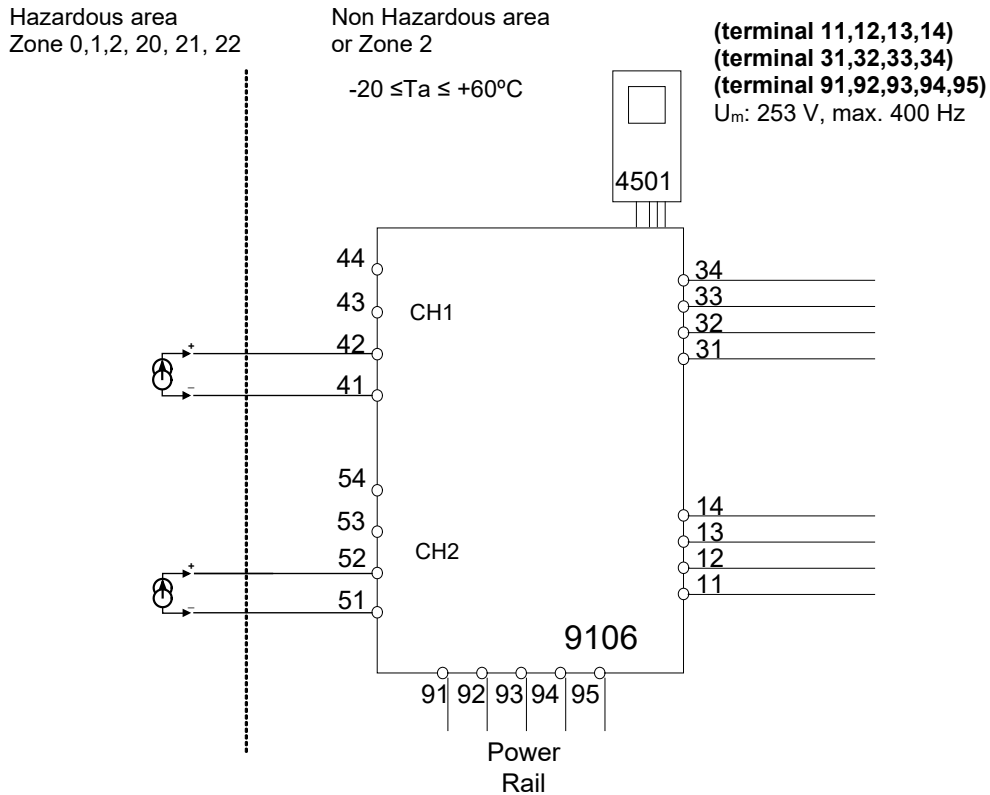 Hazardous area
Zone 0,1,2, 20, 21, 22
Non Hazardous area
or Zone 2
-20 ≤Ta ≤ +60ºC
(terminal 11,12,13,14)
(terminal 31,32,33,34)
(terminal 91,92,93,94,95)
Um: 253 V, max. 400 Hz
4501
44
43
CH1
42
41
34
33
32
31
54
53
CH2
52
51
14
13
12
11
9106
91 92 93 94 95
Power
Rail
+
–
+
–